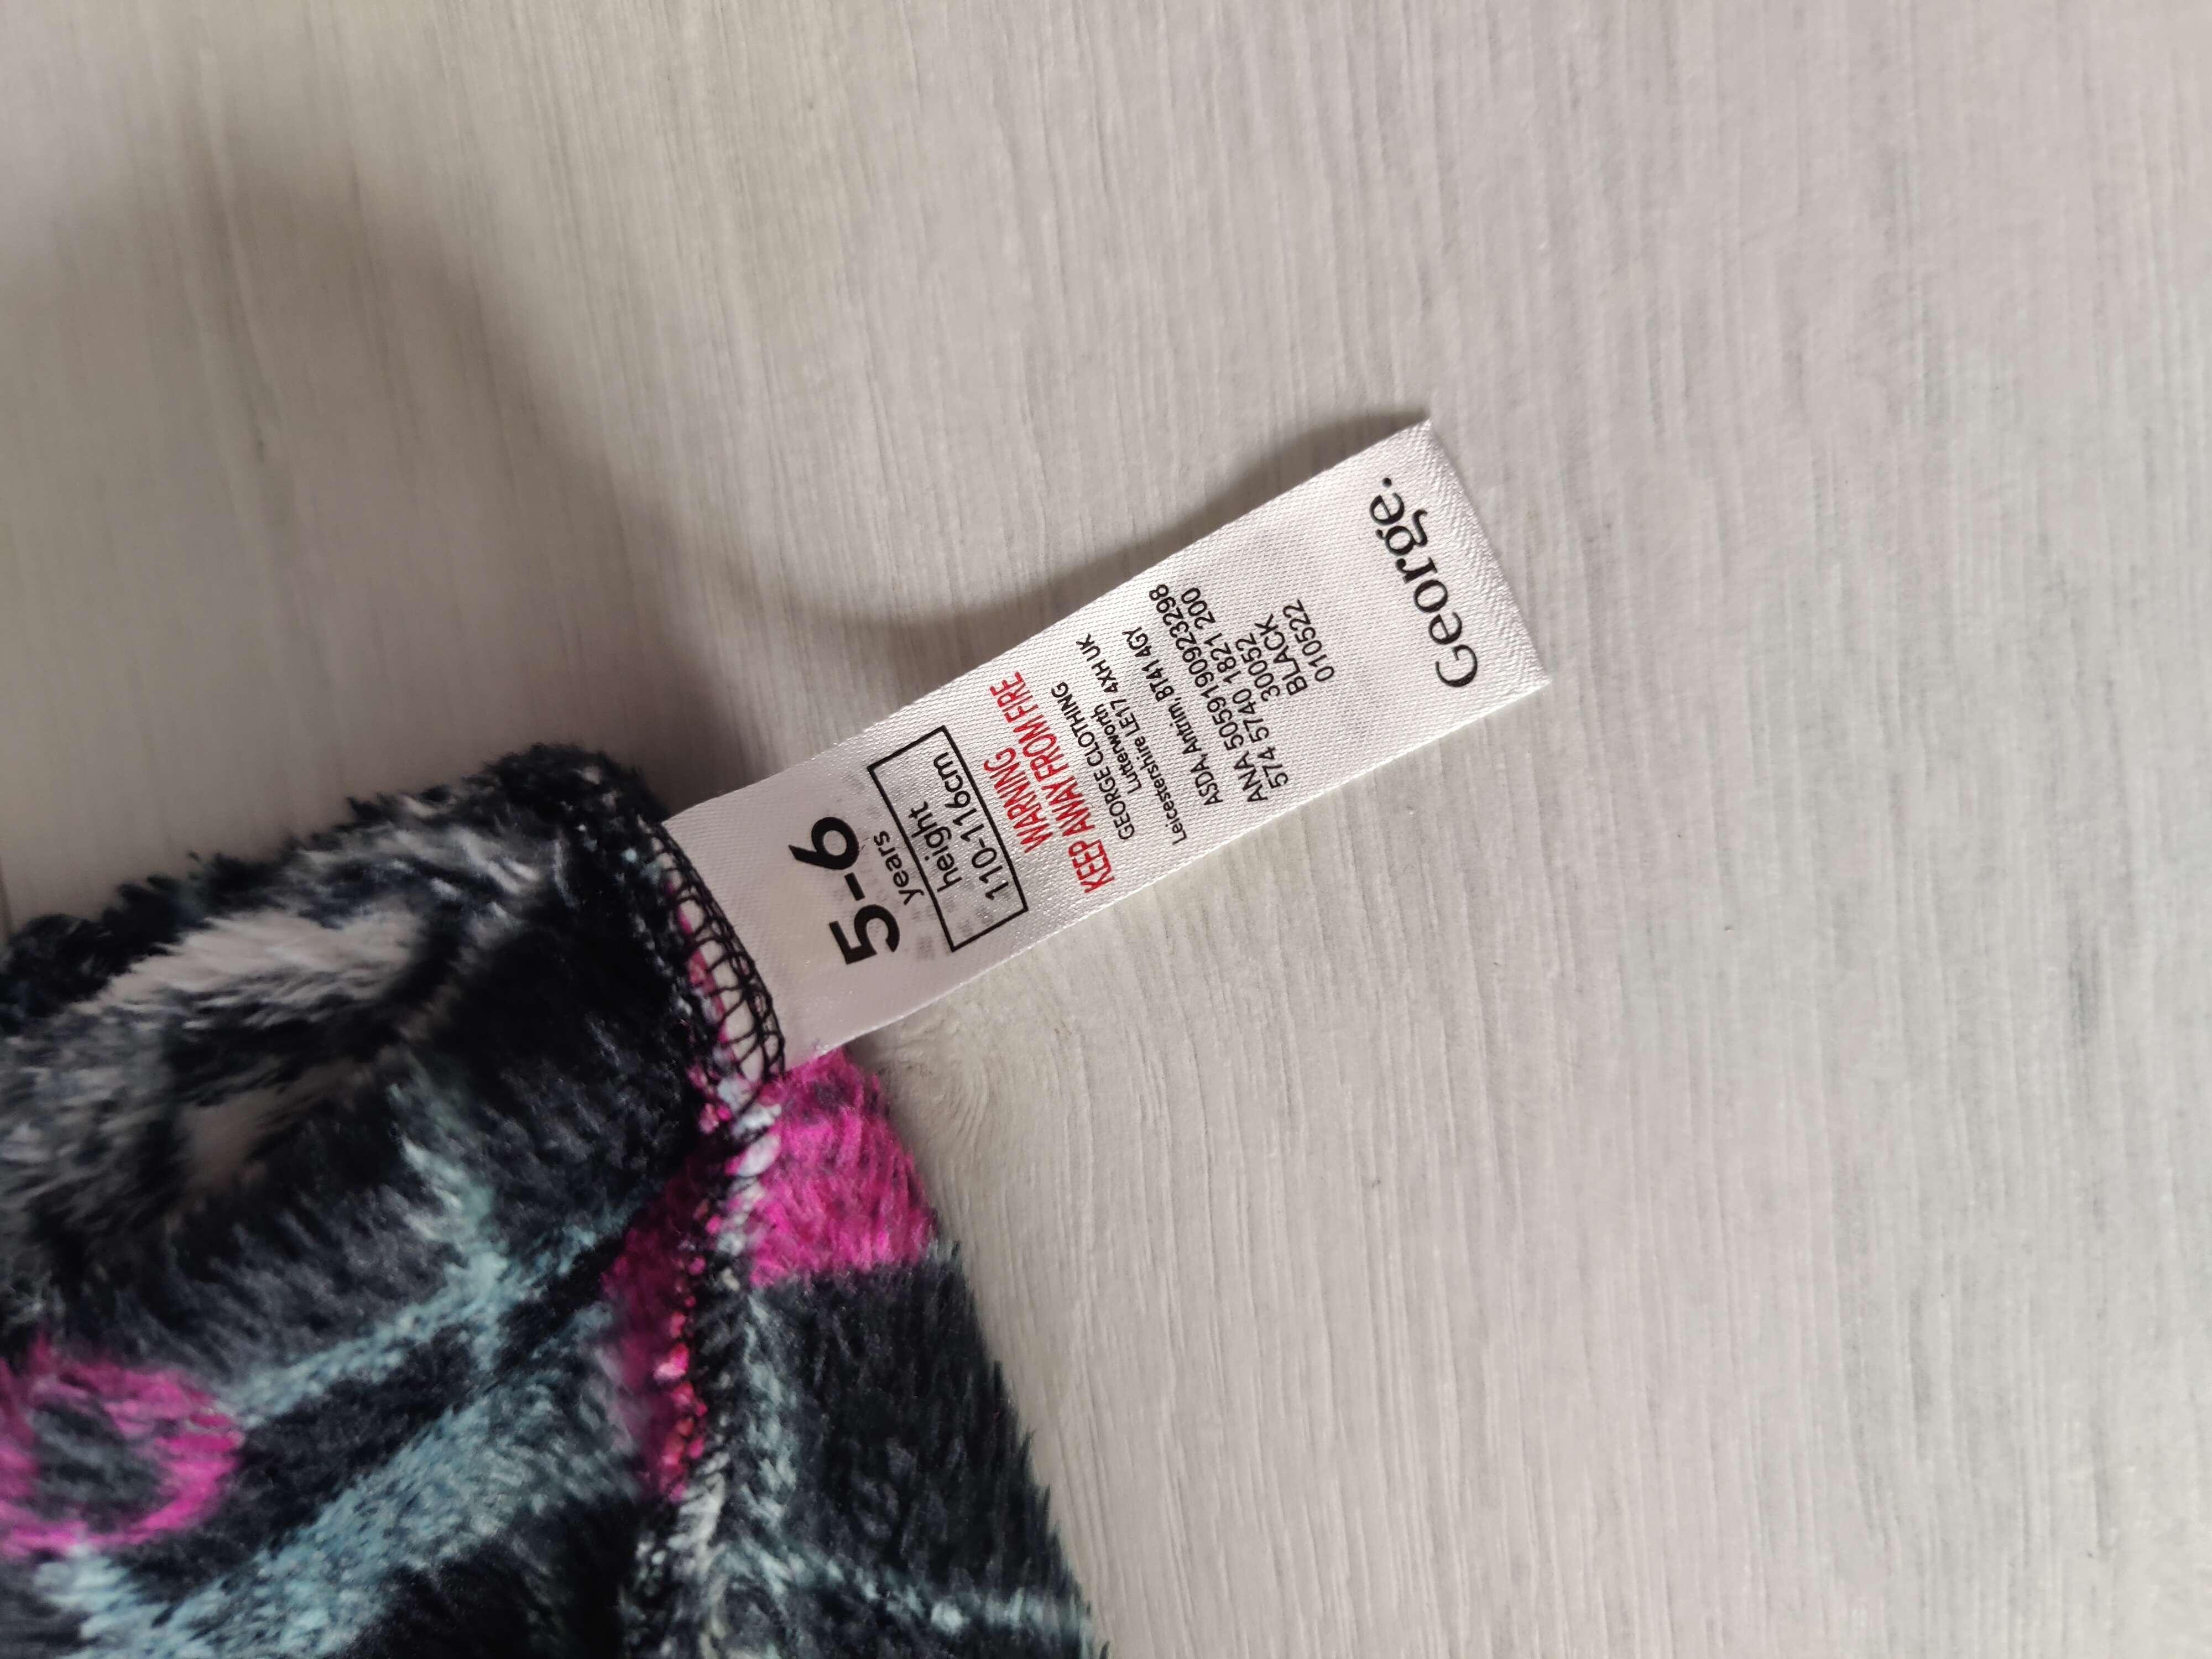 5-6
years
height
110-116cm
WARNING
KEEP AWAY FROM FIRE
GEORGE CLOTHING
Lutterworth
Leicestershire LE17 4XH UK
ASDA, Antrim, BT41 4GY
ANA 5059190923298
574 5740 1821 200
30052
BLACK
010522
George.